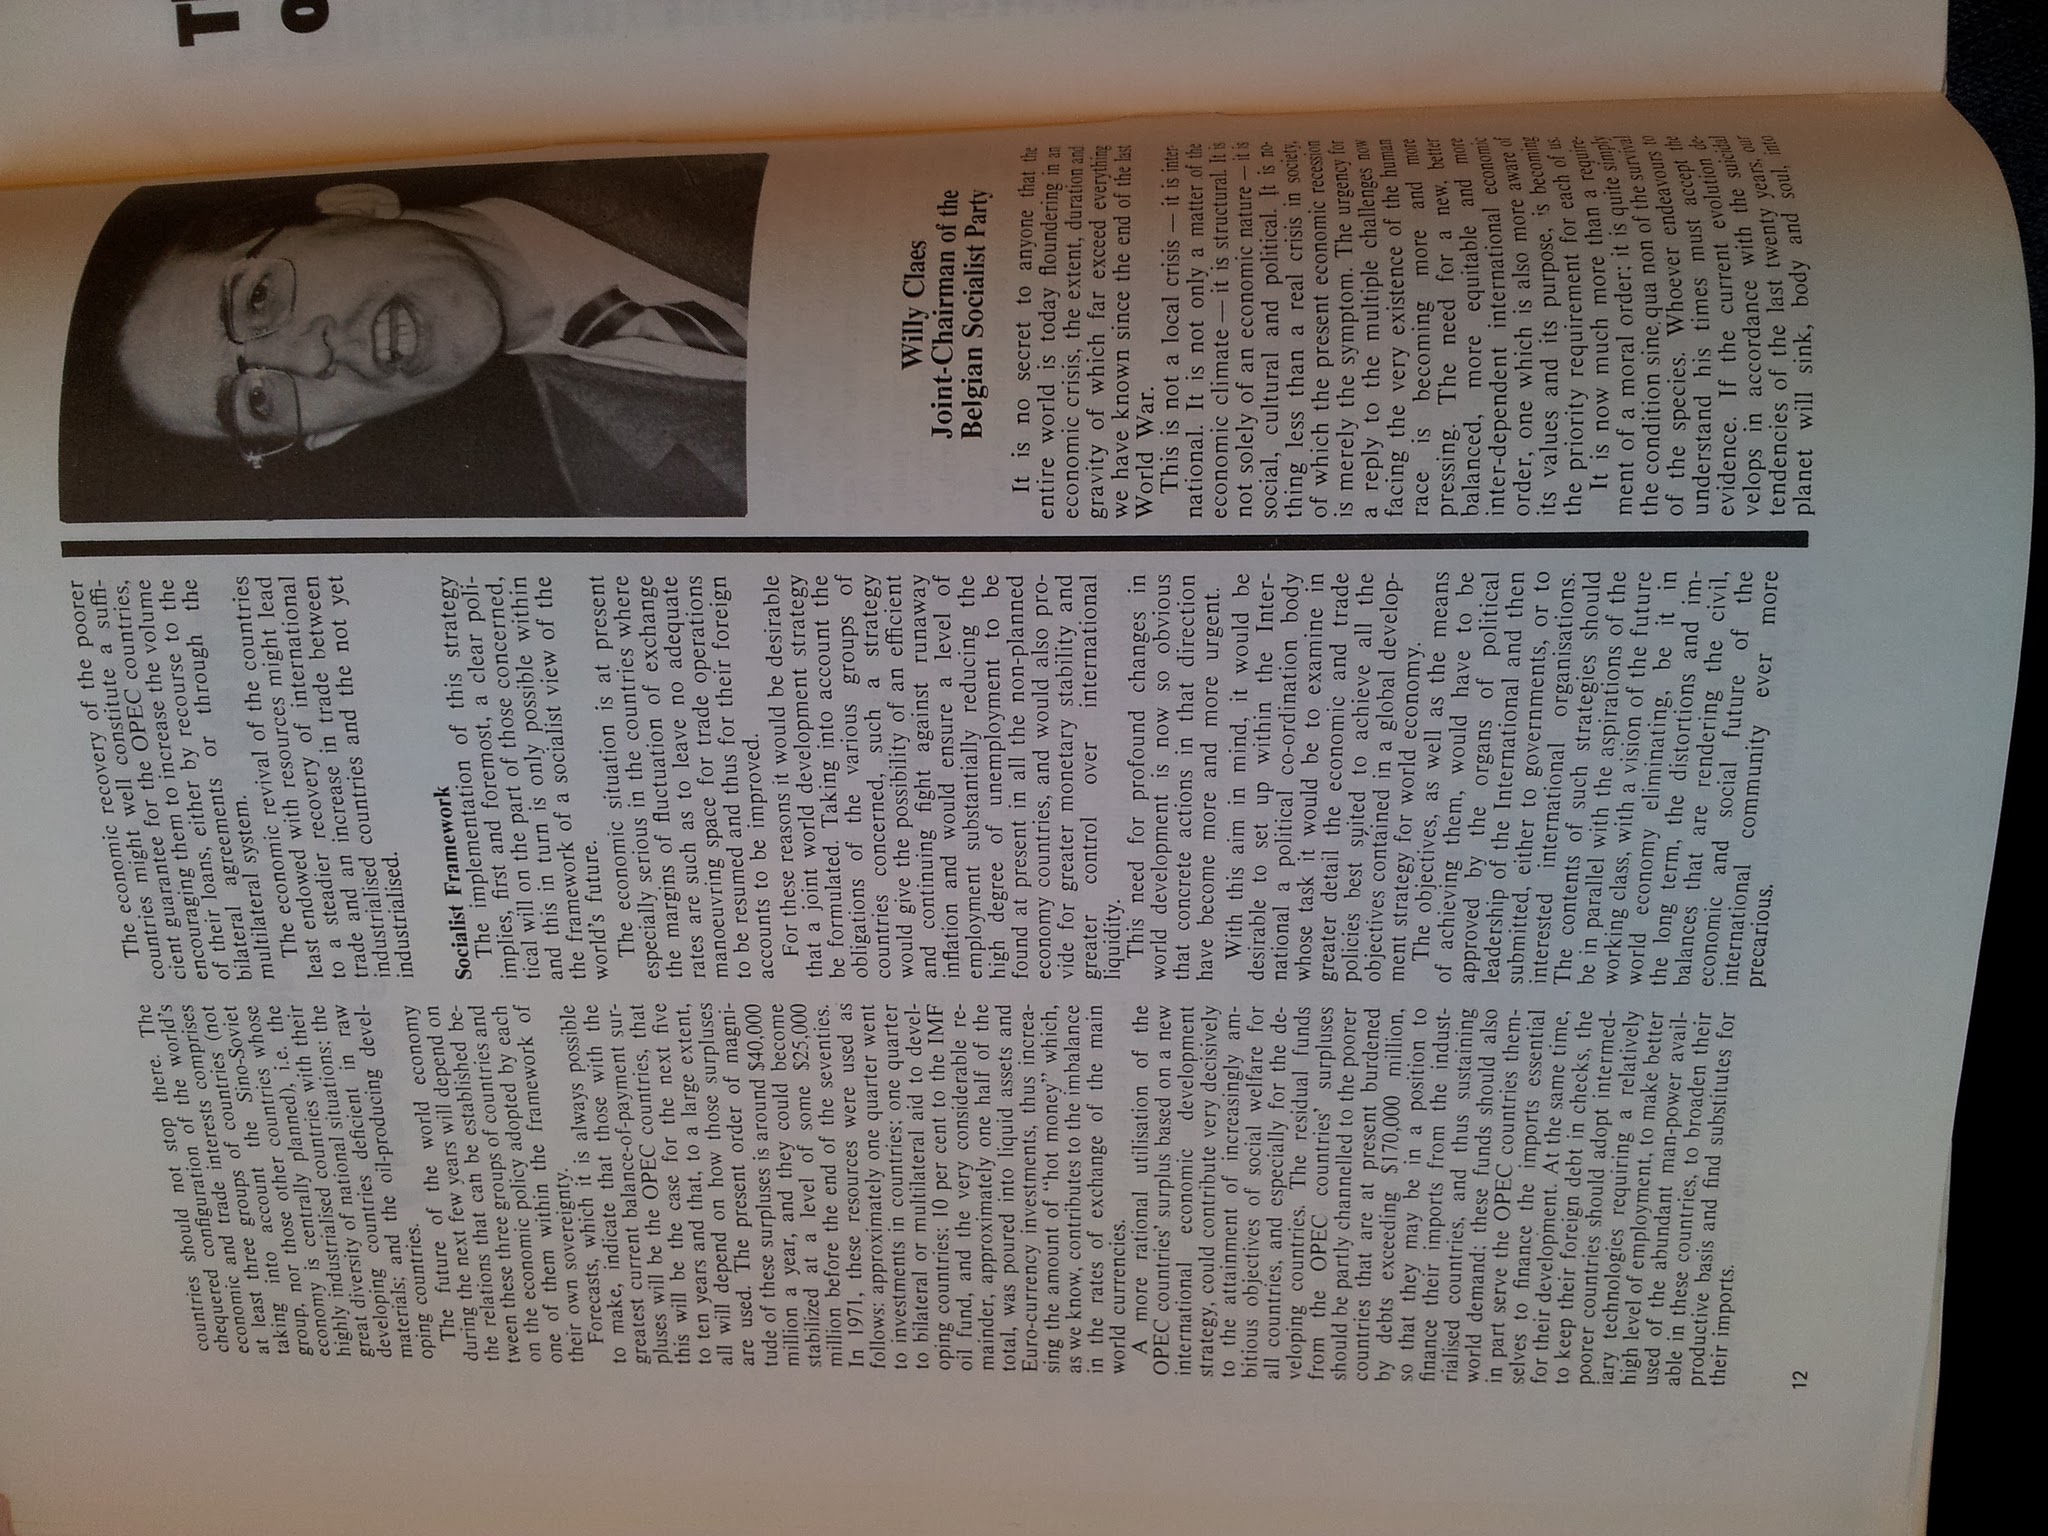 countries should not stop there. The
chequered configuration of the world's
economic and trade interests comprises
at least three groups of countries (not
taking into account the Sino-Soviet
group, nor those other countries whose
economy is centrally planned), i.e. the
highly industrialised countries with their
great diversity of national situations; the
developing countries deficient in raw
materials; and the oil-producing devel-
oping countries.
The future of the world economy
during the next few years will depend on
the relations that can be established be-
tween these three groups of countries and
on the economic policy adopted by each
one of them within the framework of
their own sovereignty.
Forecasts, which it is always possible
to make, indicate that those with the
greatest current balance-of-payment sur-
pluses will be the OPEC countries, that
this will be the case for the next five
to ten years and that, to a large extent,
all will depend on how those surpluses
are used. The present order of magni-
tude of these surpluses is around $40,000
million a year, and they could become
stabilized at a level of some $25,000
million before the end of the seventies.
In 1971, these resources were used as
follows: approximately one quarter went
to investments in countries; one quarter
to bilateral or multilateral aid to devel-
oping countries; 10 per cent to the IMF
oil fund, and the very considerable re-
mainder, approximately one half of the
total, was poured into liquid assets and
Euro-currency investments, thus increa-
sing the amount of "hot money" which,
as we know, contributes to the imbalance
in the rates of exchange of the main
world currencies.
A more rational utilisation of the
OPEC countries' surplus based on a new
international economic development
strategy, could contribute very decisively
to the attainment of increasingly am-
bitious objectives of social welfare for
all countries, and especially for the de-
veloping countries. The residual funds
from the OPEC countries' surpluses
should be partly channelled to the poorer
countries that are at present burdened
by debts exceeding $170,000 million,
so that they may be in a position to
finance their imports from the indust-
rialised countries, and thus sustaining
world demand; these funds should also
in part serve the OPEC countries them-
selves to finance the imports essential
for their development. At the same time,
to keep their foreign debt in checks, the
poorer countries should adopt intermed-
iary technologies requiring a relatively
high level of employment, to make better
used of the abundant man-power avail-
able in these countries, to broaden their
productive basis and find substitutes for
their imports.
12
The economic recovery of the poorer
countries might well constitute a suffi-
cient guarantee for the OPEC countries,
encouraging them to increase the volume
of their loans, either by recourse to the
bilateral agreements or through the
multilateral system.
The economic revival of the countries
least endowed with resources might lead
to a steadier recovery of international
trade and an increase in trade between
industrialised countries and the not yet
industrialised.
Socialist Framework
The implementation of this strategy
implies, first and foremost, a clear poli-
tical will on the part of those concerned,
and this in turn is only possible within
the framework of a socialist view of the
world's future.
The economic situation is at present
especially serious in the countries where
the margins of fluctuation of exchange
rates are such as to leave no adequate
manoeuvring space for trade operations
to be resumed and thus for their foreign
accounts to be improved.
For these reasons it would be desirable
that a joint world development strategy
be formulated. Taking into account the
obligations of the various groups of
countries concerned, such a strategy
would give the possibility of an efficient
and continuing fight against runaway
inflation and would ensure a level of
employment substantially reducing the
high degree of unemployment to be
found at present in all the non-planned
economy countries, and would also pro-
vide for greater monetary stability and
greater control over international
liquidity.
This need for profound changes in
world development is now so obvious
that concrete actions in that direction
have become more and more urgent.
With this aim in mind, it would be
desirable to set up within the Inter-
national a political co-ordination body
whose task it would be to examine in
greater detail the economic and trade
policies best suited to achieve all the
objectives contained in a global develop-
ment strategy for world economy.
The objectives, as well as the means
of achieving them, would have to be
approved by the organs of political
leadership of the International and then
submitted, either to governments, or to
interested international organisations.
The contents of such strategies should
be in parallel with the aspirations of the
working class, with a vision of the future
world economy eliminating, be it in
the long term, the distortions and im-
balances that are rendering the civil,
economic and social future of the
international community ever more
precarious.
Willy Claes
Joint-Chairman of the
Belgian Socialist Party
It is no secret to anyone that the
entire world is today floundering in an
economic crisis, the extent, duration and
gravity of which far exceed everything
we have known since the end of the last
World War.
This is not a local crisis — it is inter-
national. It is not only a matter of the
economic climate — it is structural. It is
not solely of an economic nature — it is
social, cultural and political. It is no-
thing less than a real crisis in society,
of which the present economic recession
is merely the symptom. The urgency for
a reply to the multiple challenges now
facing the very existence of the human
race is becoming more and more
pressing. The need for a new, better
balanced, more equitable and more
inter-dependent international economic
order, one which is also more aware of
its values and its purpose, is becoming
the priority requirement for each of us.
It is now much more than a require-
ment of a moral order; it is quite simply
the condition sine qua non of the survival
of the species. Whoever endeavours to
understand his times must accept the
evidence. If the current evolution de-
velops in accordance with the suicidal
tendencies of the last twenty years, our
planet will sink, body and soul, into